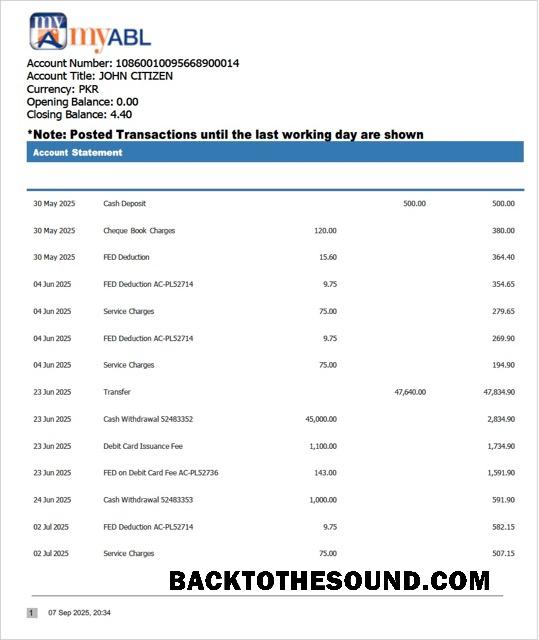 my
myABL
Account Number: 10860010095668900014
Account Title: JOHN CITIZEN
Currency: PKR
Opening Balance: 0.00
Closing Balance: 4.40
*Note: Posted Transactions until the last working day are shown
Account Statement
30 May 2025 Cash Deposit 500.00 500.00
30 May 2025 Cheque Book Charges 120.00 380.00
30 May 2025 FED Deduction 15.60 364.40
04 Jun 2025 FED Deduction AC-PL52714 9.75 354.65
04 Jun 2025 Service Charges 75.00 279.65
04 Jun 2025 FED Deduction AC-PL52714 9.75 269.90
04 Jun 2025 Service Charges 75.00 194.90
23 Jun 2025 Transfer 47,640.00 47,834.90
23 Jun 2025 Cash Withdrawal 52483352 45,000.00 2,834.90
23 Jun 2025 Debit Card Issuance Fee 1,100.00 1,734.90
23 Jun 2025 FED on Debit Card Fee AC-PL52736 143.00 1,591.90
24 Jun 2025 Cash Withdrawal 52483353 1,000.00 591.90
02 Jul 2025 FED Deduction AC-PL52714 9.75 582.15
02 Jul 2025 Service Charges 75.00 507.15
BACKTOTHESOUND.COM
1 07 Sep 2025, 20:34